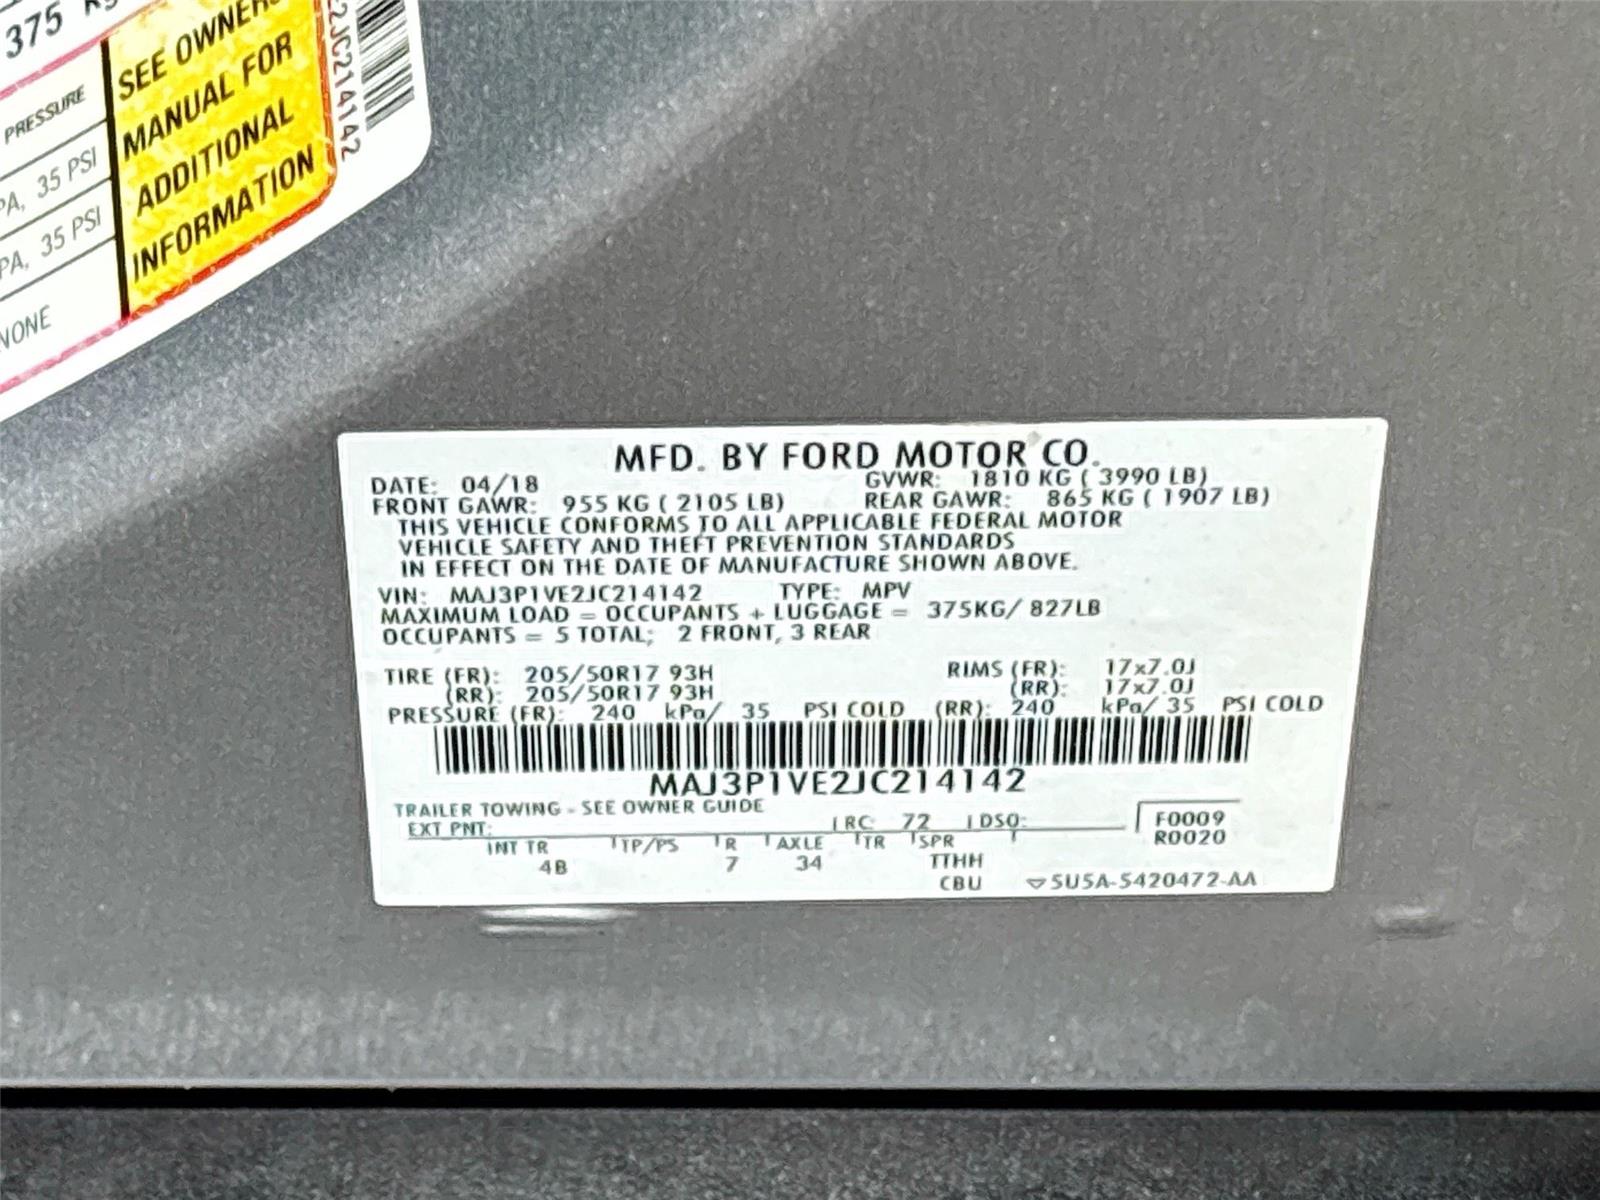 375 Kg
SEE OWNER
MANUAL FOR
ADDITIONAL
INFORMATION
PRESSURE
PA, 35 PSI
PA, 35 PSI
NONE
2JC214142
MFD. BY FORD MOTOR CO.
DATE: 04/18 GVWR: 1810 KG ( 3990 LB)
FRONT GAWR: 955 KG ( 2105 LB) REAR GAWR: 865 KG ( 1907 LB)
THIS VEHICLE CONFORMS TO ALL APPLICABLE FEDERAL MOTOR
VEHICLE SAFETY AND THEFT PREVENTION STANDARDS
IN EFFECT ON THE DATE OF MANUFACTURE SHOWN ABOVE.
VIN: MAJ3P1VE2JC214142 TYPE: MPV
MAXIMUM LOAD = OCCUPANTS + LUGGAGE = 375KG/ 827LB
OCCUPANTS = 5 TOTAL; 2 FRONT, 3 REAR
TIRE (FR): 205/50R17 93H RIMS (FR): 17x7.0J
(RR): 205/50R17 93H (RR): 17x7.0J
PRESSURE (FR): 240 kPa/ 35 PSI COLD (RR): 240 kPa/ 35 PSI COLD
MAJ3P1VE2JC214142
TRAILER TOWING - SEE OWNER GUIDE
EXT PNT: RC: 72 DSO: F0009
R0020
INT TR TP/PS R AXLE TR SPR
4B 7 34 TTHH
CBU 5U5A-5420472-AA